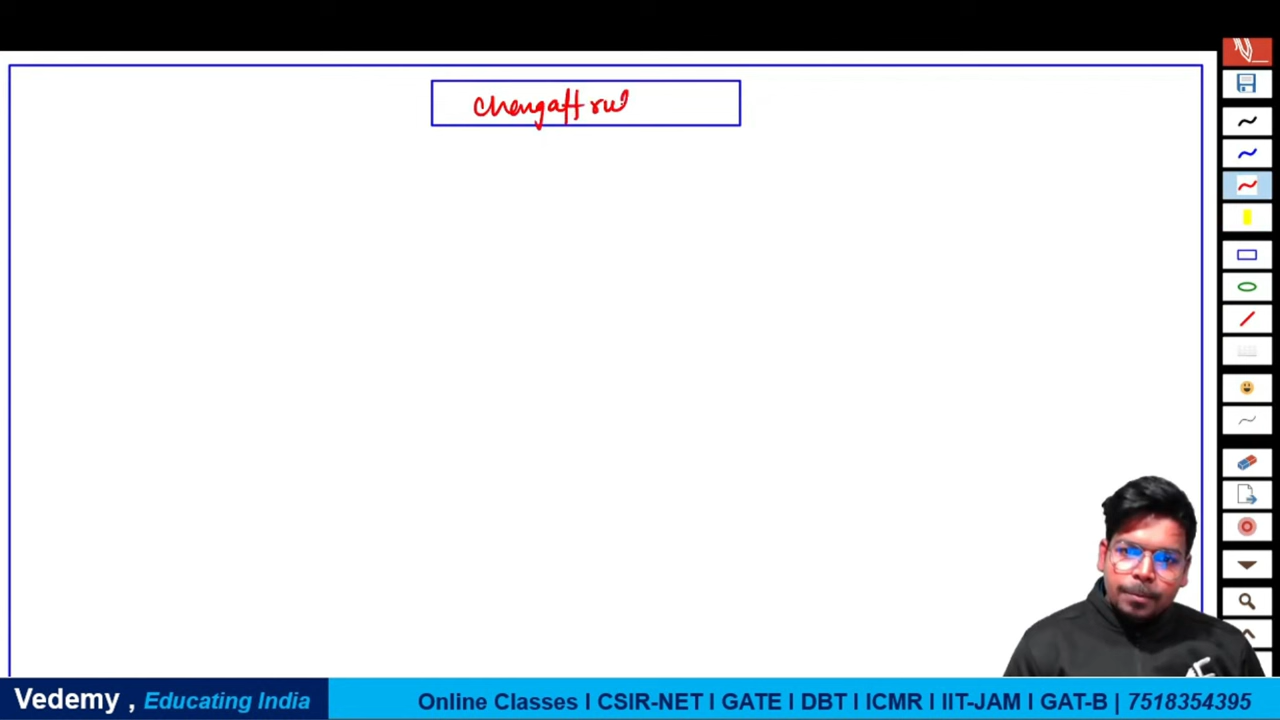 Chargaff rul
Vedemy , Educating India
Online Classes I CSIR-NET I GATE I DBT I ICMR I IIT-JAM I GAT-B | 7518354395